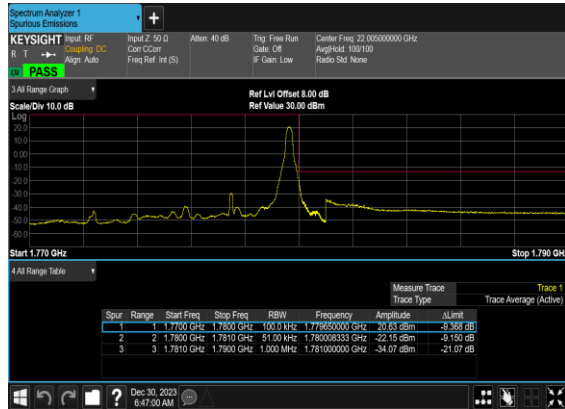 Spectrum Analyzer 1
Spurious Emissions
KEYSIGHT
R T
LXI PASS
Input: RF
Coupling: DC
Align: Auto
Input Z: 50 Ω
Corr CCorr
Freq Ref: Int (S)
Atten: 40 dB
Trig: Free Run
Gate: Off
IF Gain: Low
Center Freq: 22.005000000 GHz
Avg|Hold: 100/100
Radio Std: None
3 All Range Graph
Scale/Div 10.0 dB
Ref Lvl Offset 8.00 dB
Ref Value 30.00 dBm
Log
20.0
10.0
0.00
-10.0
-20.0
-30.0
-40.0
-50.0
-60.0
Start 1.770 GHz
Stop 1.790 GH
4 All Range Table
Measure Trace Trace 1
Trace Type Trace Average (Active)
Spur Range Start Freq Stop Freq RBW Frequency Amplitude ΔLimit
1 1 1.7700 GHz 1.7800 GHz 100.0 kHz 1.779650000 GHz 20.63 dBm -9.368 dB
2 2 1.7800 GHz 1.7810 GHz 51.00 kHz 1.780008333 GHz -22.15 dBm -9.150 dB
3 3 1.7810 GHz 1.7900 GHz 1.000 MHz 1.781000000 GHz -34.07 dBm -21.07 dB
Dec 30, 2023
6:47:00 AM